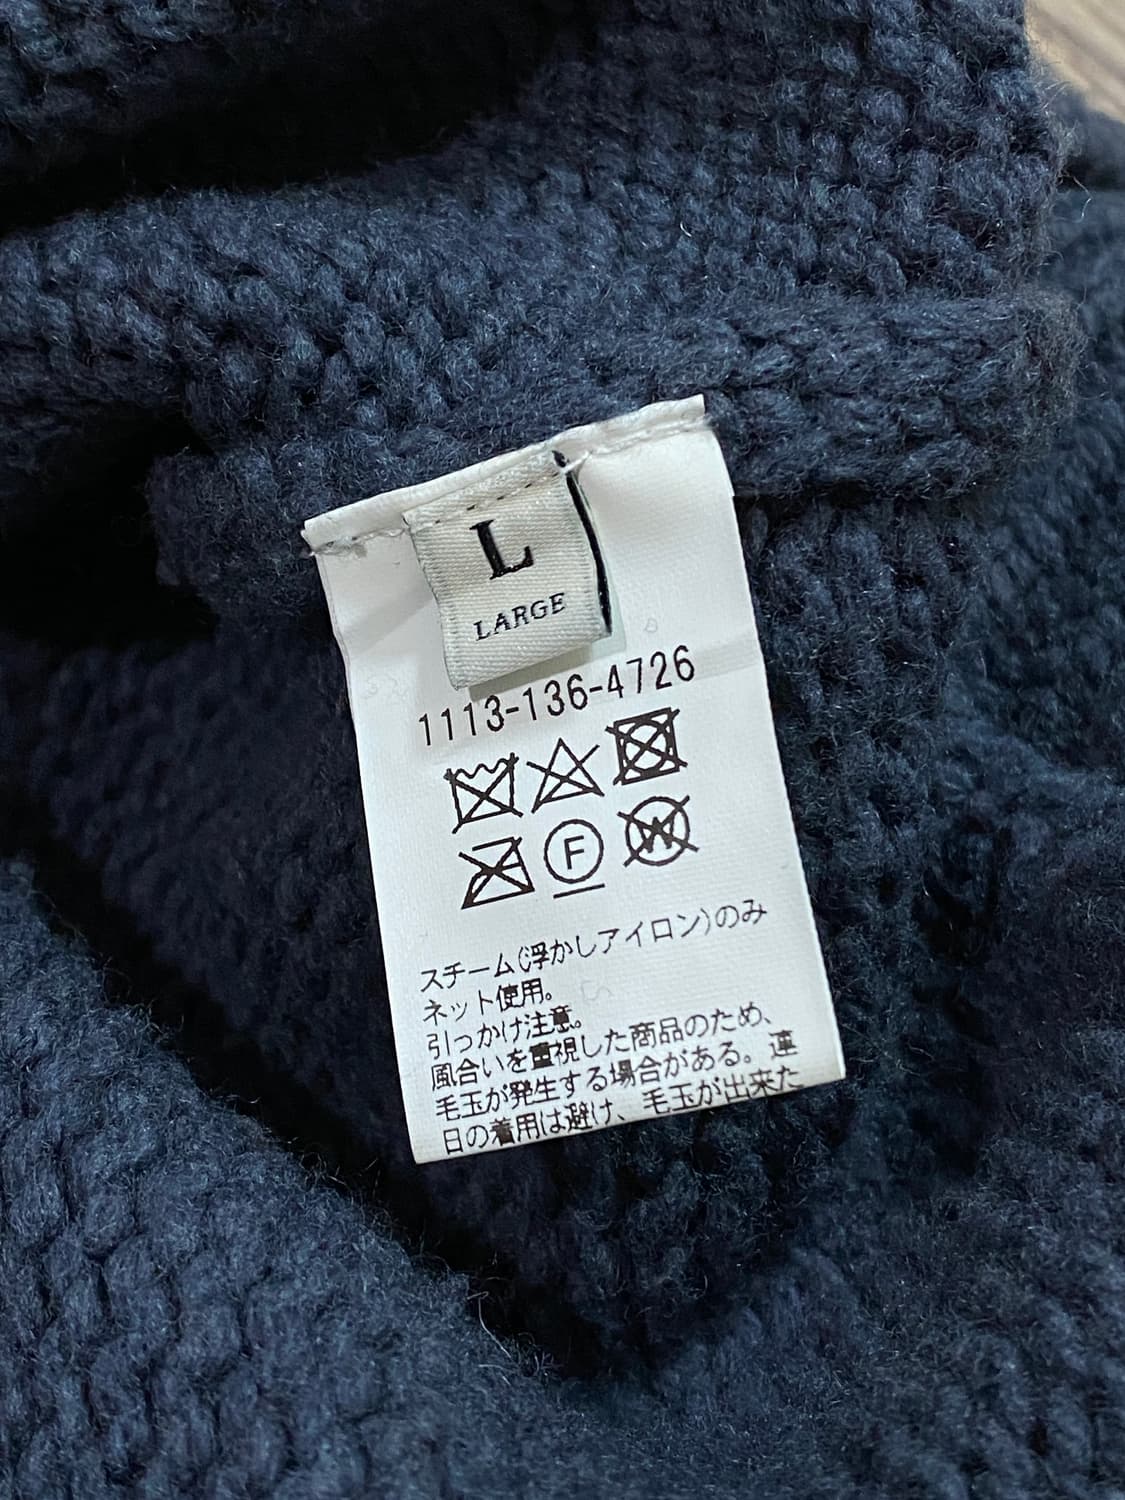 L
LARGE
1113-136-4726
F
W
スチーム(浮かしアイロン)のみ
ネット使用。
引っかけ注意。
風合いを重視した商品のため、
毛玉が発生する場合がある。連
日の着用は避け、毛玉が出来た